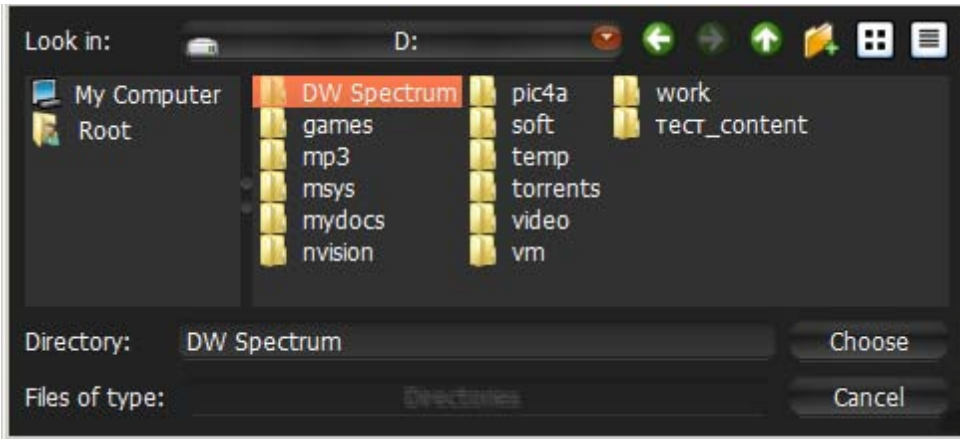 Look in: D:
My Computer
Root
DW Spectrum
games
mp3
msys
mydocs
nvision
pic4a
soft
temp
torrents
video
vm
work
тест_content
Directory: DW Spectrum Choose
Files of type: Directories Cancel